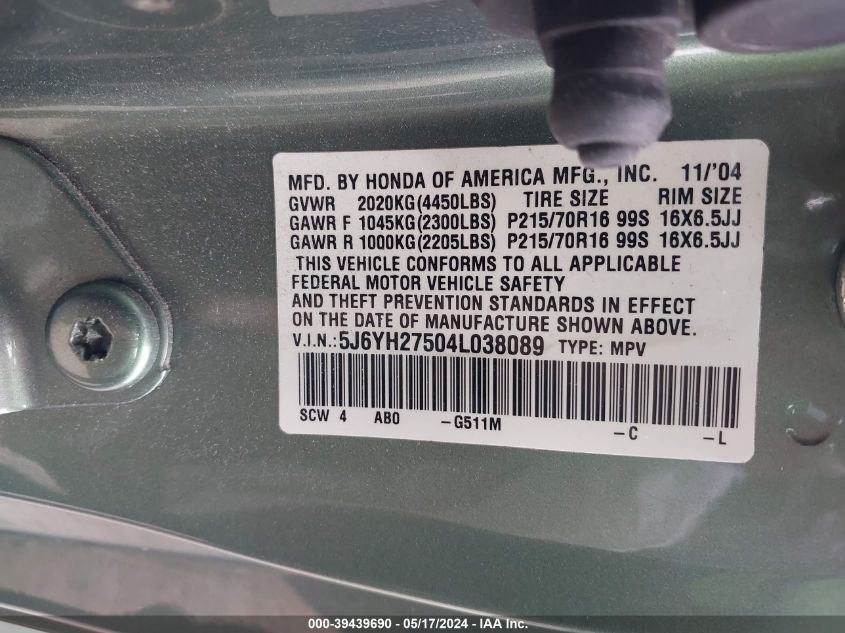 MFD. BY HONDA OF AMERICA MFG., INC. 11/'04
GVWR 2020KG(4450LBS) TIRE SIZE RIM SIZE
GAWR F 1045KG(2300LBS) P215/70R16 99S 16X6.5JJ
GAWR R 1000KG(2205LBS) P215/70R16 99S 16X6.5JJ
THIS VEHICLE CONFORMS TO ALL APPLICABLE
FEDERAL MOTOR VEHICLE SAFETY
AND THEFT PREVENTION STANDARDS IN EFFECT
ON THE DATE OF MANUFACTURE SHOWN ABOVE.
V.I.N.: 5J6YH27504L038089 TYPE: MPV
SCW 4 AB0 -G511M -C -L
000-39439690 - 05/17/2024 - IAA Inc.